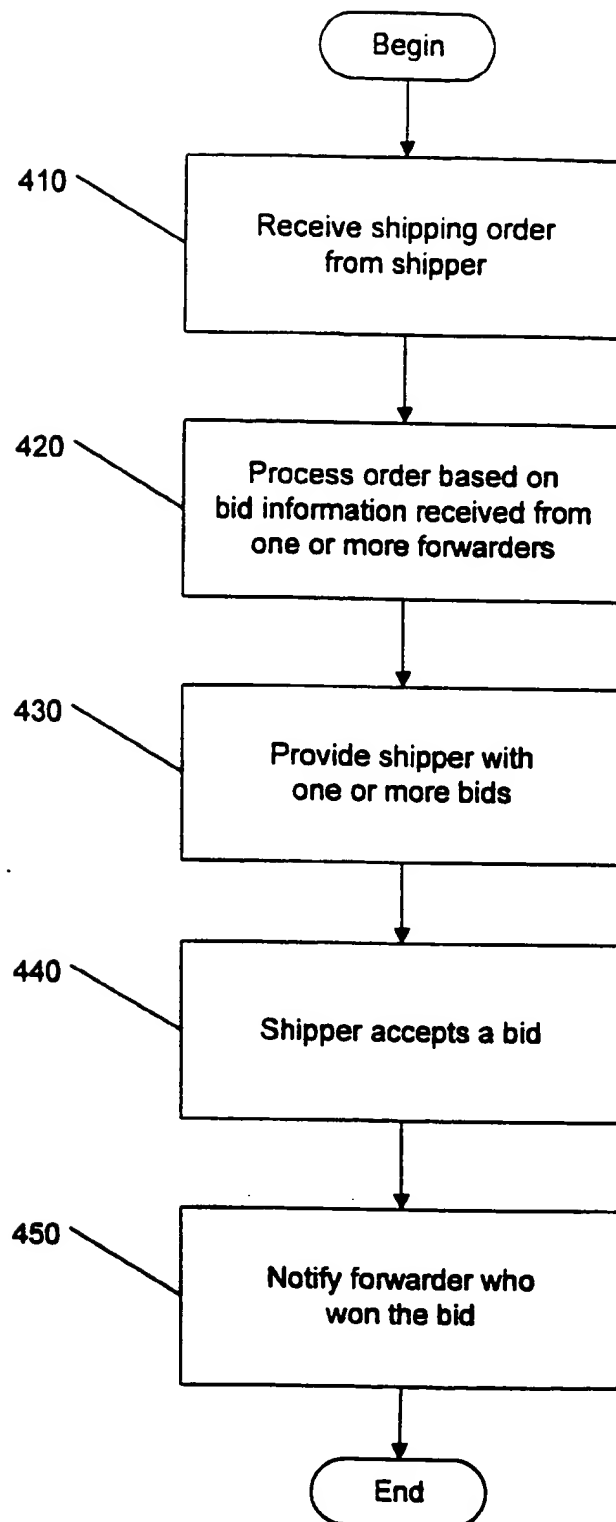 Begin
410
Receive shipping order
from shipper
420
Process order based on
bid information received from
one or more forwarders
430
Provide shipper with
one or more bids
440
Shipper accepts a bid
450
Notify forwarder who
won the bid
End